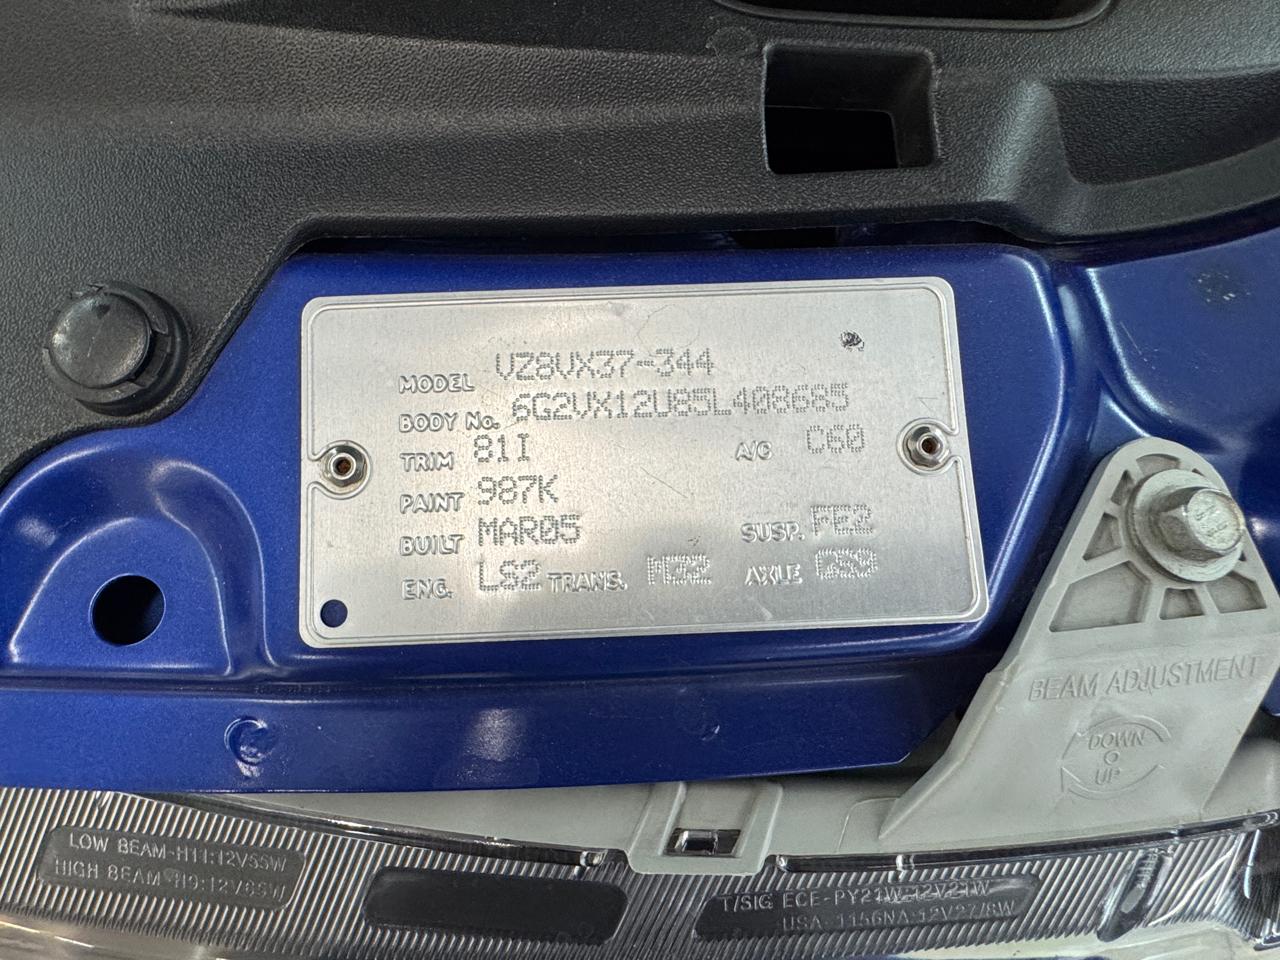 MODEL VZ8VX37-344
BODY No. 6G2VX12U85L408685
TRIM 81I A/C C60
PAINT 987K
BUILT MAR05 SUSP. FE2
ENG. LS2 TRANS. M32 AXLE G89
BEAM ADJUSTMENT
DOWN
O
UP
LOW BEAM-H11:12V55W
HIGH BEAM H9:12V65W
T/SIG ECE-PY21W-12V21W
USA. 1156NA-12V27/8W